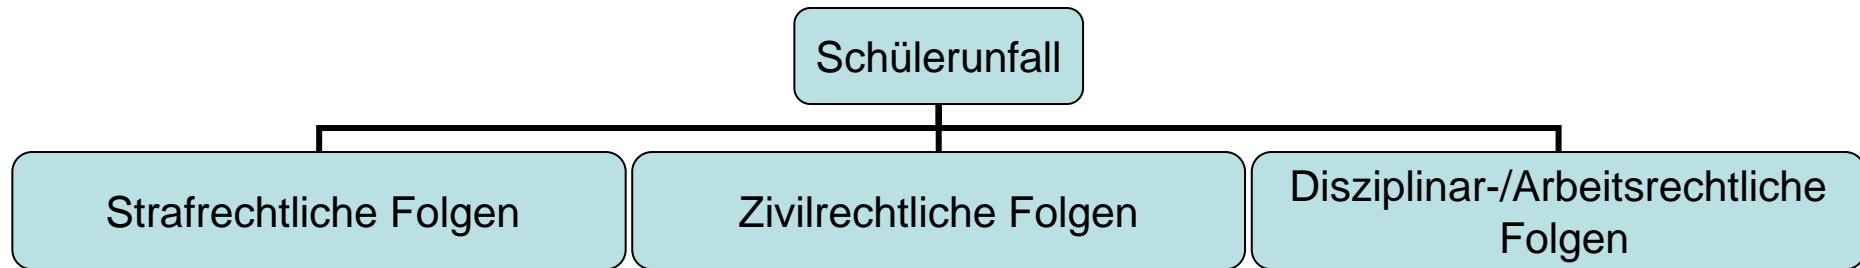 Schülerunfall
Strafrechtliche Folgen
Zivilrechtliche Folgen
Disziplinar-/Arbeitsrechtliche
Folgen